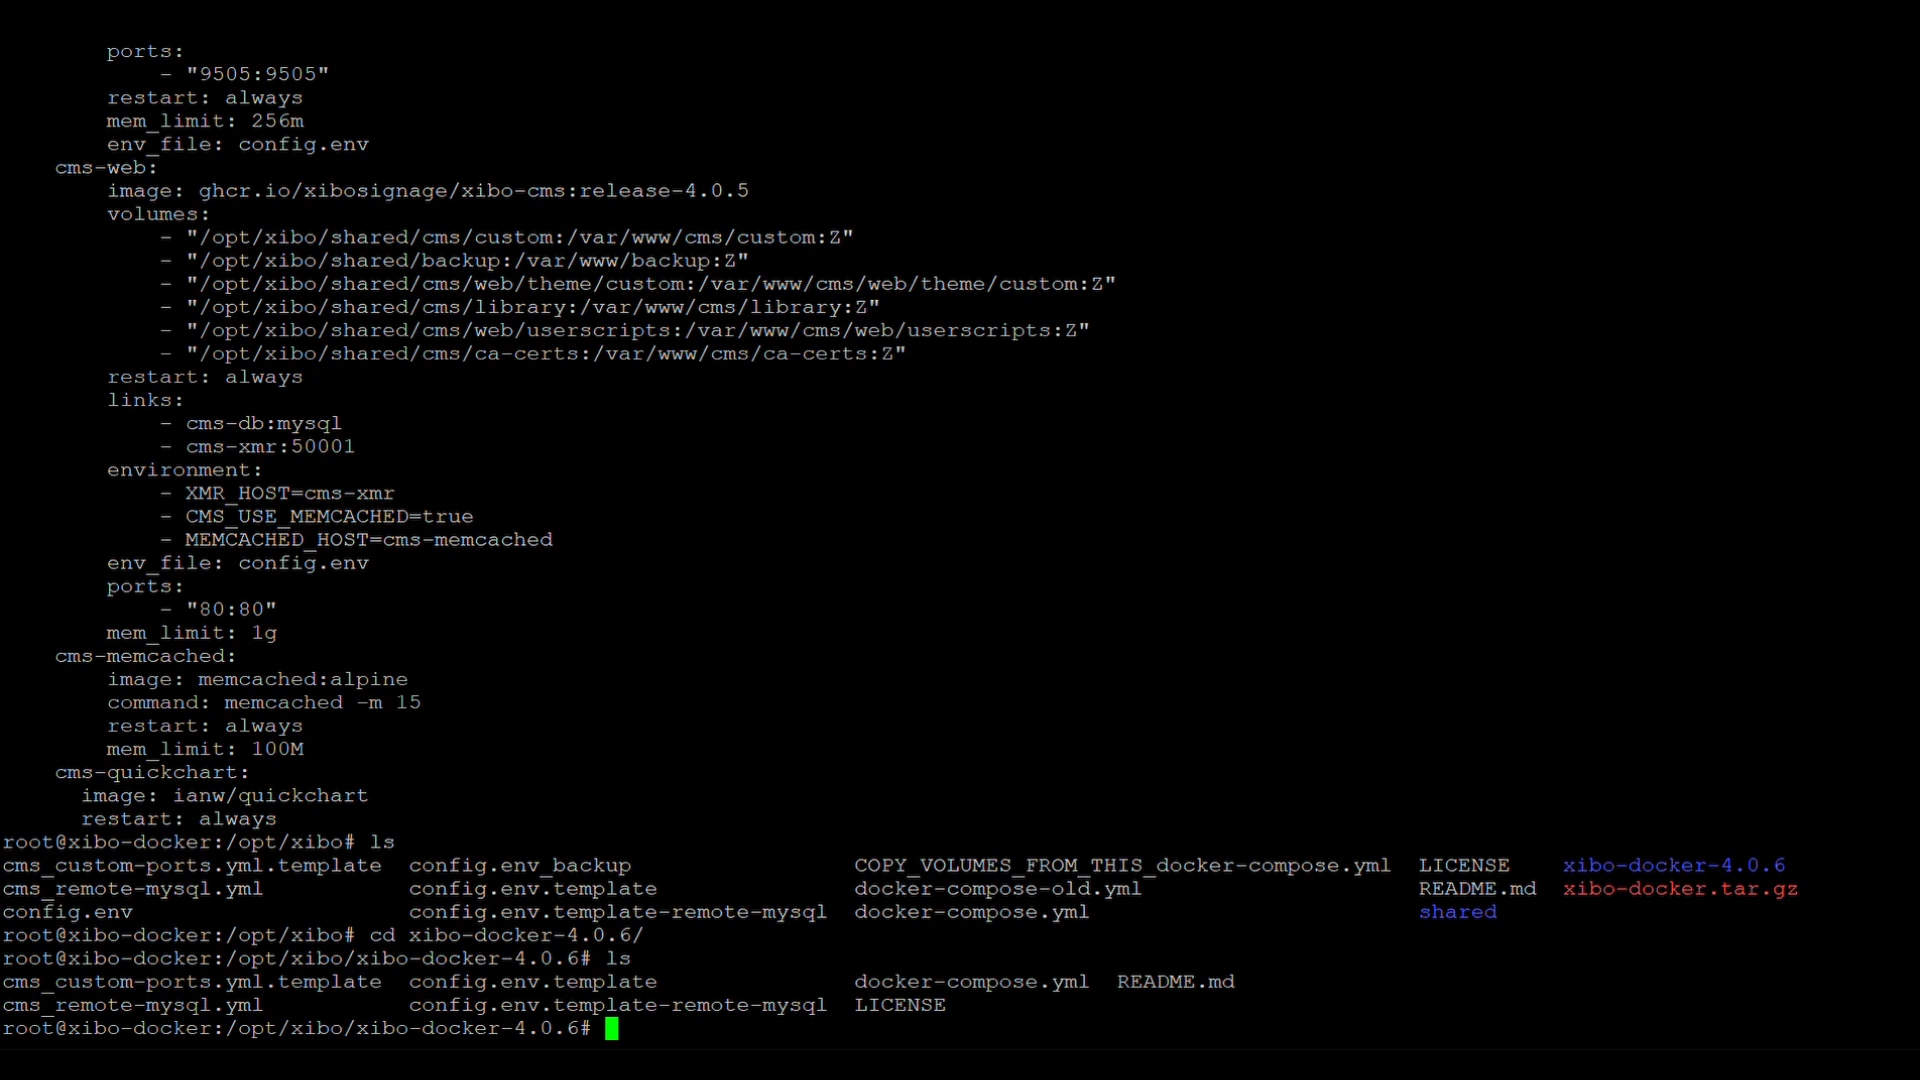 ports:
- "9505:9505"
restart: always
mem_limit: 256m
env_file: config.env
cms-web:
image: ghcr.io/xibosignage/xibo-cms:release-4.0.5
volumes:
- "/opt/xibo/shared/cms/custom:/var/www/cms/custom:Z"
- "/opt/xibo/shared/backup:/var/www/backup:Z"
- "/opt/xibo/shared/cms/web/theme/custom:/var/www/cms/web/theme/custom:Z"
- "/opt/xibo/shared/cms/library:/var/www/cms/library:Z"
- "/opt/xibo/shared/cms/web/userscripts:/var/www/cms/web/userscripts:Z"
- "/opt/xibo/shared/cms/ca-certs:/var/www/cms/ca-certs:Z"
restart: always
links:
- cms-db:mysql
- cms-xmr:50001
environment:
- XMR_HOST=cms-xmr
- CMS_USE_MEMCACHED=true
- MEMCACHED_HOST=cms-memcached
env_file: config.env
ports:
- "80:80"
mem_limit: 1g
cms-memcached:
image: memcached:alpine
command: memcached -m 15
restart: always
mem_limit: 100M
cms-quickchart:
image: ianw/quickchart
restart: always
root@xibo-docker:/opt/xibo# ls
cms_custom-ports.yml.template config.env_backup COPY_VOLUMES_FROM_THIS_docker-compose.yml LICENSE xibo-docker-4.0.6
cms_remote-mysql.yml config.env.template docker-compose-old.yml README.md xibo-docker.tar.gz
config.env config.env.template-remote-mysql docker-compose.yml shared
root@xibo-docker:/opt/xibo# cd xibo-docker-4.0.6/
root@xibo-docker:/opt/xibo/xibo-docker-4.0.6# ls
cms_custom-ports.yml.template config.env.template docker-compose.yml README.md
cms_remote-mysql.yml config.env.template-remote-mysql LICENSE
root@xibo-docker:/opt/xibo/xibo-docker-4.0.6#